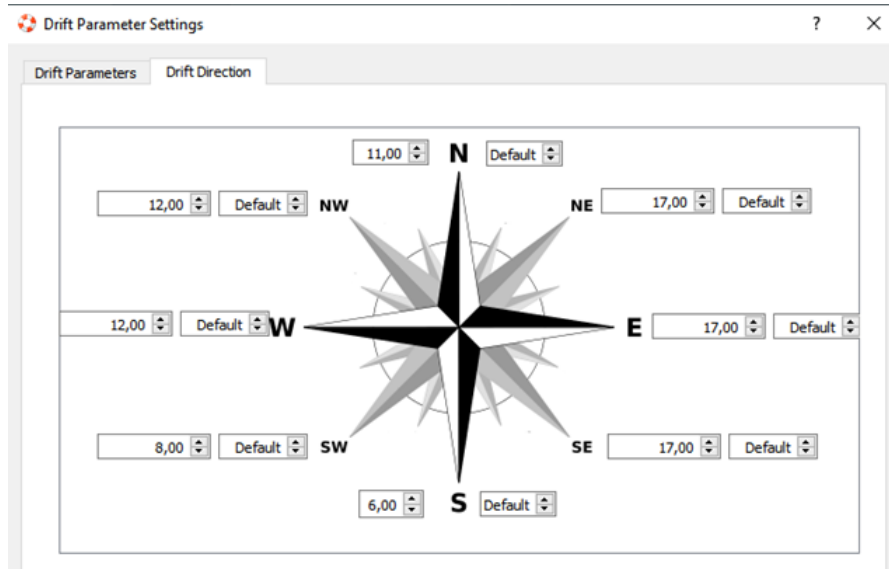 Drift Parameter Settings ?
Drift Parameters Drift Direction
11,00 N Default
12,00 Default NW NE 17,00 Default
12,00 Default W E 17,00 Default
8,00 Default SW SE 17,00 Default
6,00 S Default